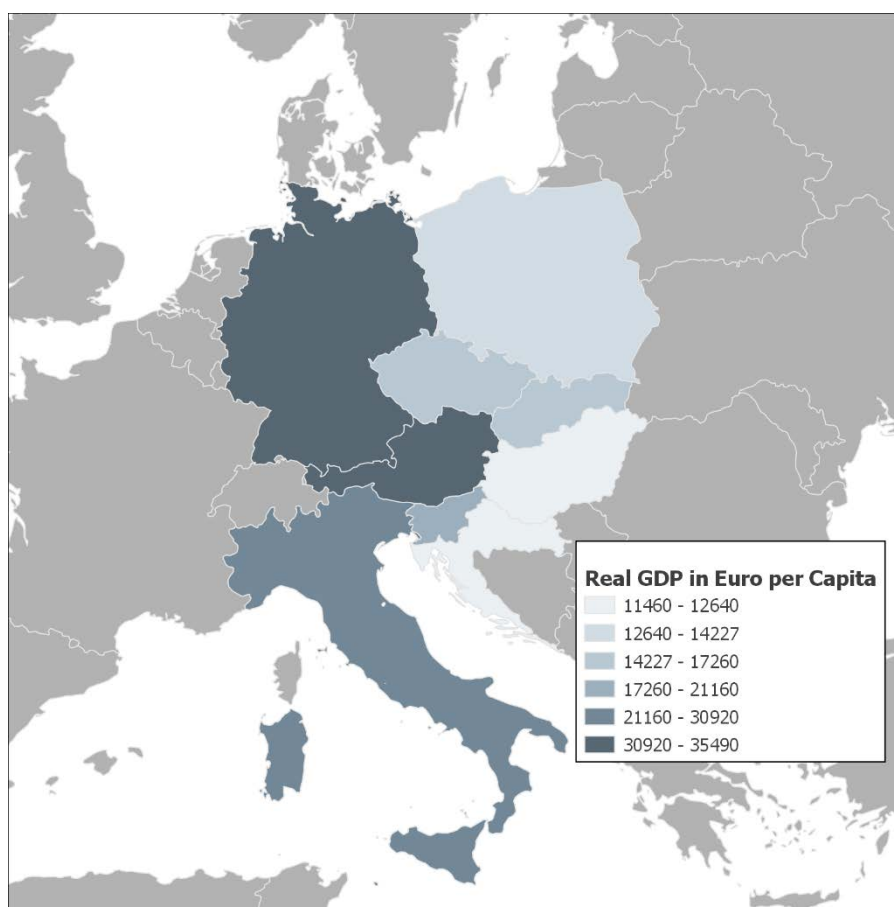 Real GDP in Euro per Capita
11460 - 12640
12640 - 14227
14227 - 17260
17260 - 21160
21160 - 30920
30920 - 35490